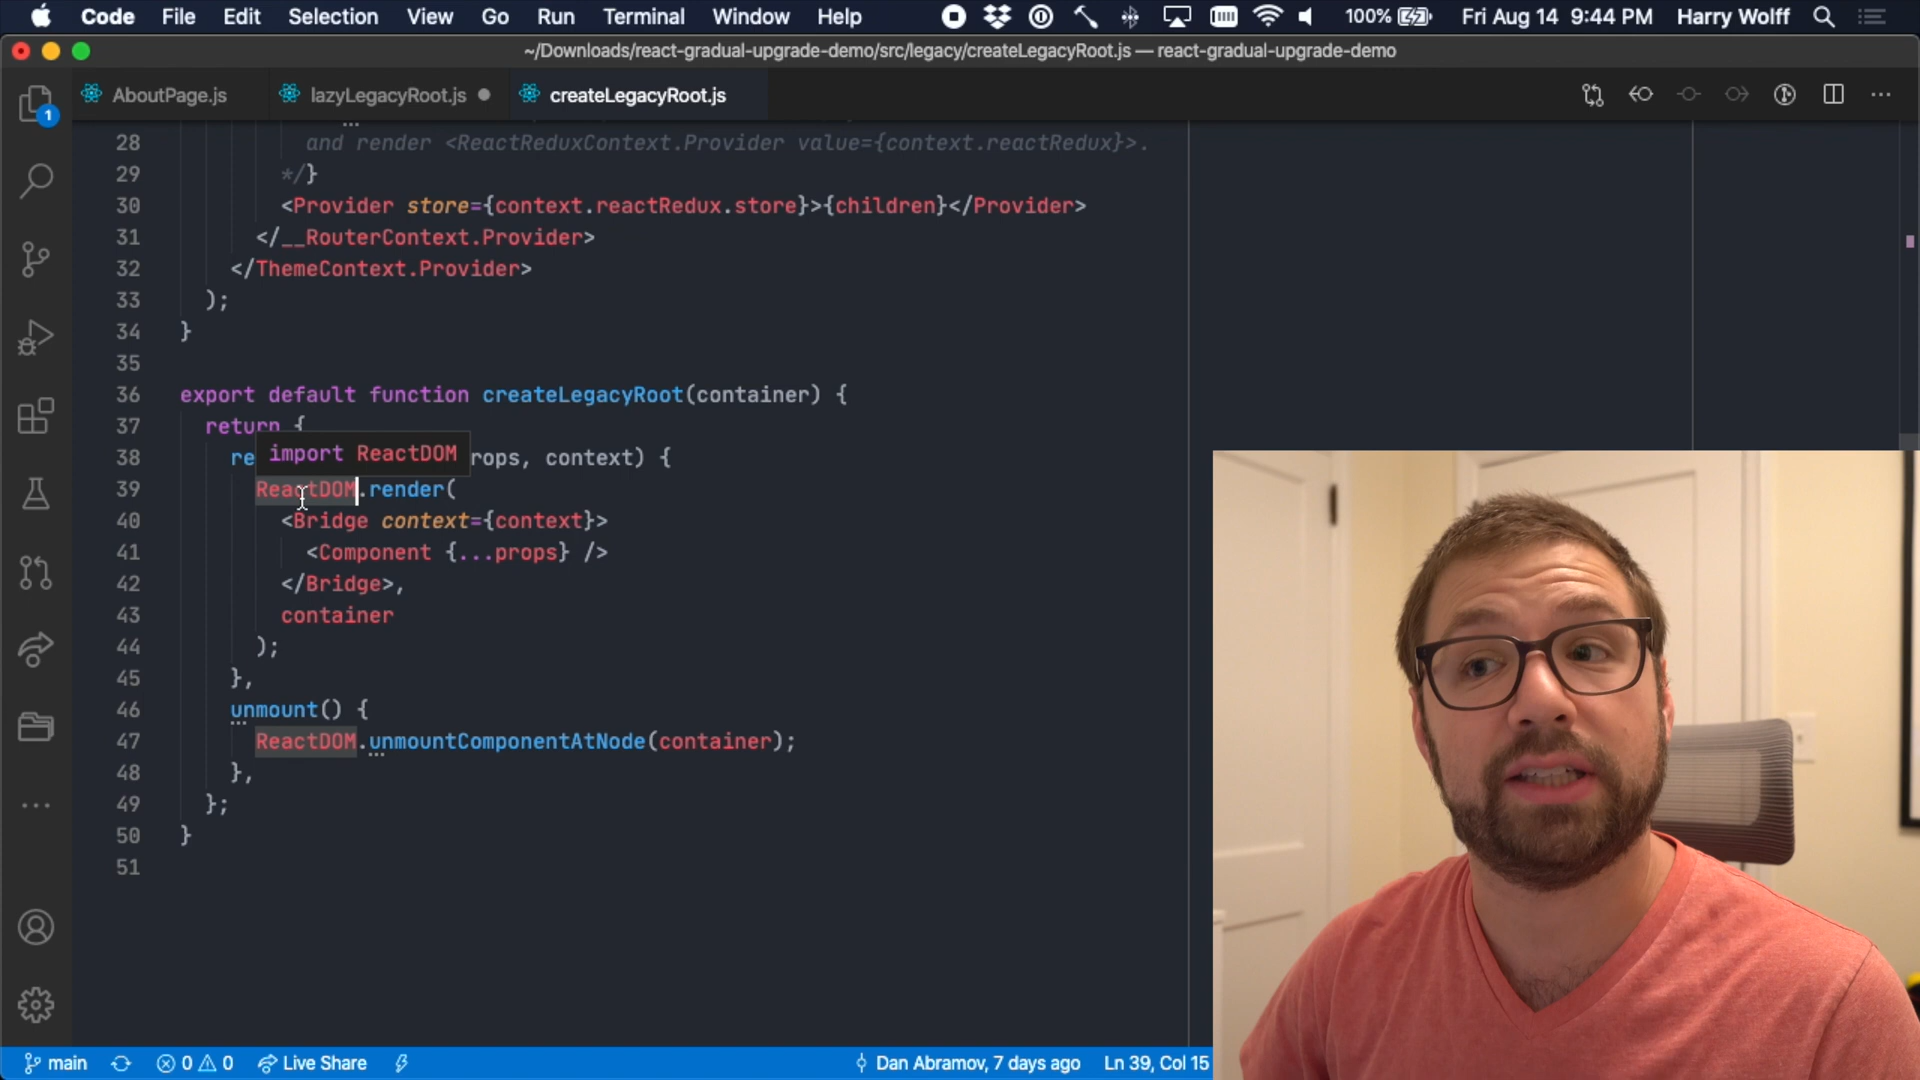 Code File Edit Selection View Go Run Terminal Window Help 100% Fri Aug 14 9:44 PM Harry Wolff
~/Downloads/react-gradual-upgrade-demo/src/legacy/createLegacyRoot.js — react-gradual-upgrade-demo
1 AboutPage.js lazyLegacyRoot.js createLegacyRoot.js
28 and render <ReactReduxContext.Provider value={context.reactRedux}>.
29 */}
30 <Provider store={context.reactRedux.store}>{children}</Provider>
31 </__RouterContext.Provider>
32 </ThemeContext.Provider>
33 );
34 }
35
36 export default function createLegacyRoot(container) {
37 return {
import ReactDOM
38 re rops, context) {
39 ReactDOM.render(
40 <Bridge context={context}>
41 <Component {...props} />
42 </Bridge>,
43 container
44 );
45 },
46 unmount() {
47 ReactDOM.unmountComponentAtNode(container);
48 },
49 };
50 }
51
main 0 0 Live Share Dan Abramov, 7 days ago Ln 39, Col 15